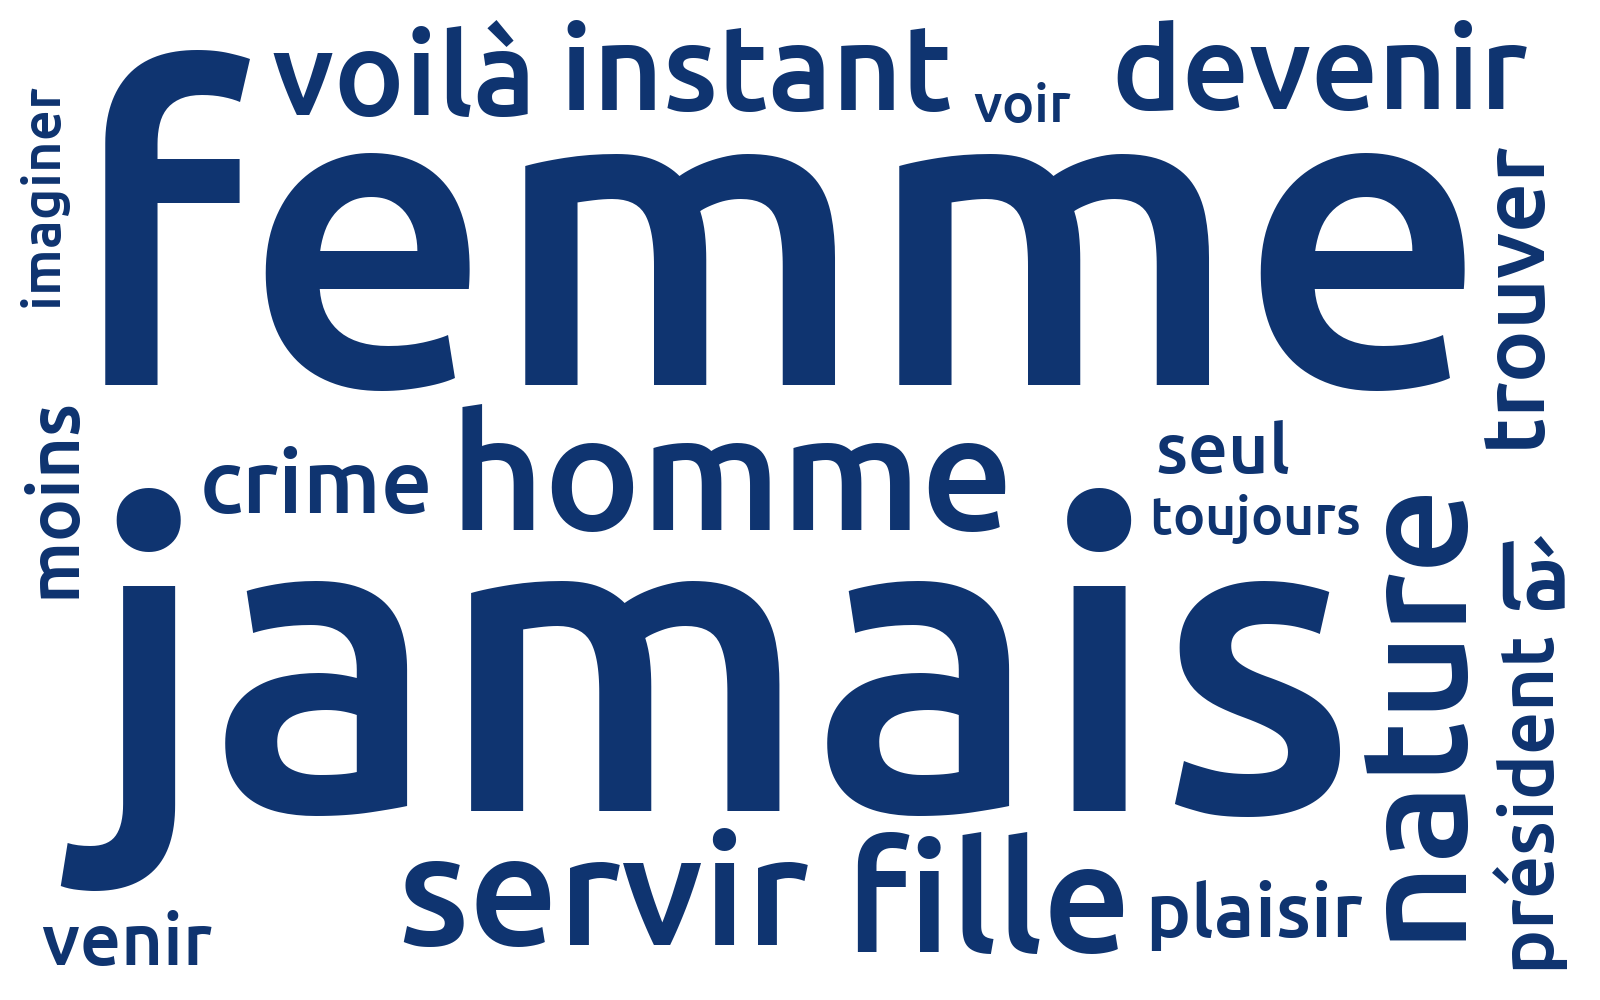 voilà
instant
voir
devenir
imaginer
femme
trouver
moins
crime
homme
seul
toujours
jamais
nature
là
président
servir
fille
plaisir
venir